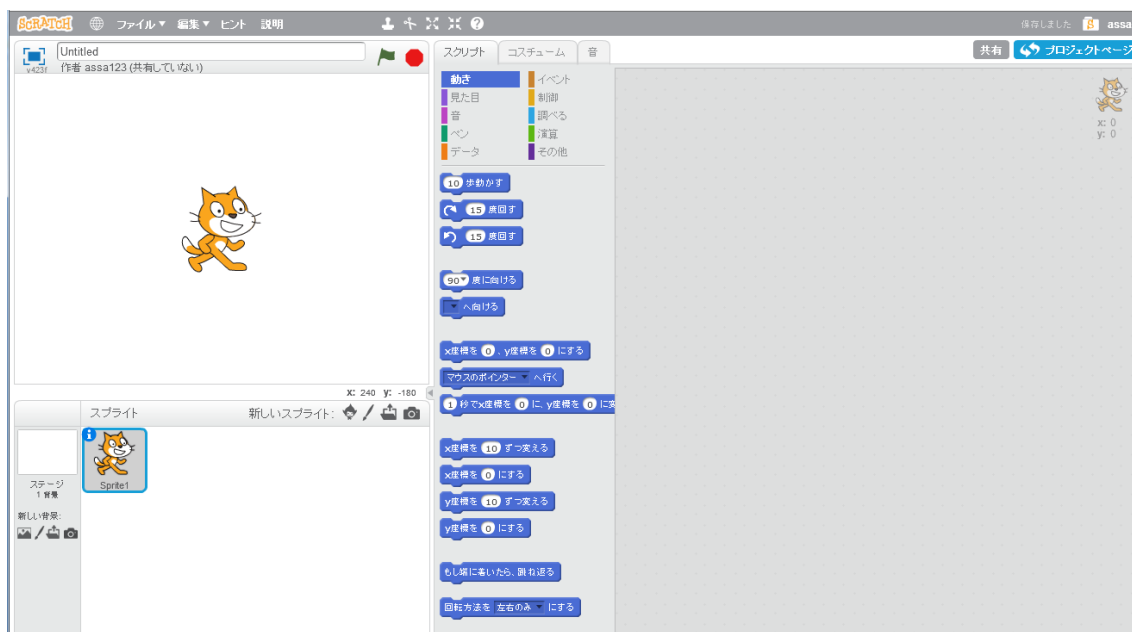 SCRATCH ファイル▼ 編集▼ ヒント 説明 保存しました assa
v423f Untitled
作者 assa123 (共有していない)
スクリプト コスチューム 音 共有 プロジェクトページ
動き イベント
見た目 制御
音 調べる
ペン 演算
データ その他
x: 0
y: 0
10 歩動かす
15 度回す
15 度回す
90▼ 度に向ける
▼ へ向ける
x座標を 0 、y座標を 0 にする
マウスのポインター ▼ へ行く
1 秒でx座標を 0 に、y座標を 0 に変
x座標を 10 ずつ変える
x座標を 0 にする
y座標を 10 ずつ変える
y座標を 0 にする
もし端に着いたら、跳ね返る
回転方法を 左右のみ ▼ にする
x: 240 y: -180
スプライト 新しいスプライト:
Sprite1
ステージ
1 背景
新しい背景: